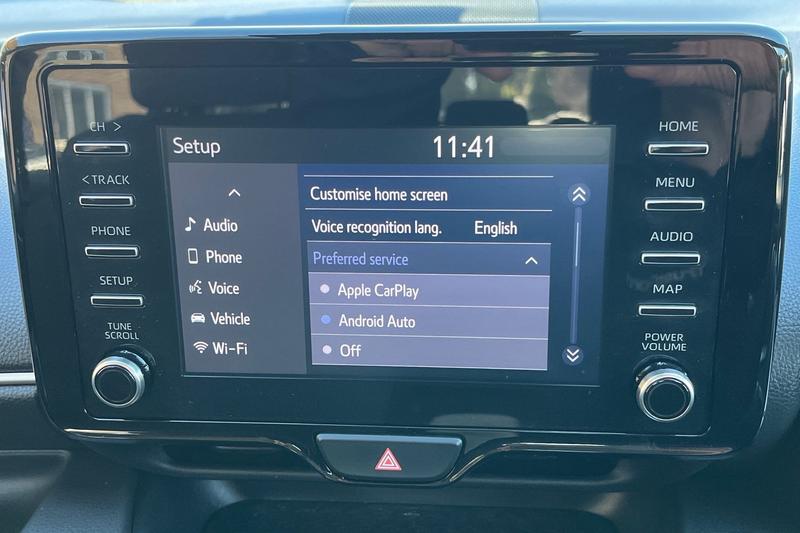 CH >
< TRACK
PHONE
SETUP
TUNE
SCROLL
Setup
11:41
Audio
Phone
Voice
Vehicle
Wi-Fi
Customise home screen
Voice recognition lang. English
Preferred service
Apple CarPlay
Android Auto
Off
HOME
MENU
AUDIO
MAP
POWER
VOLUME